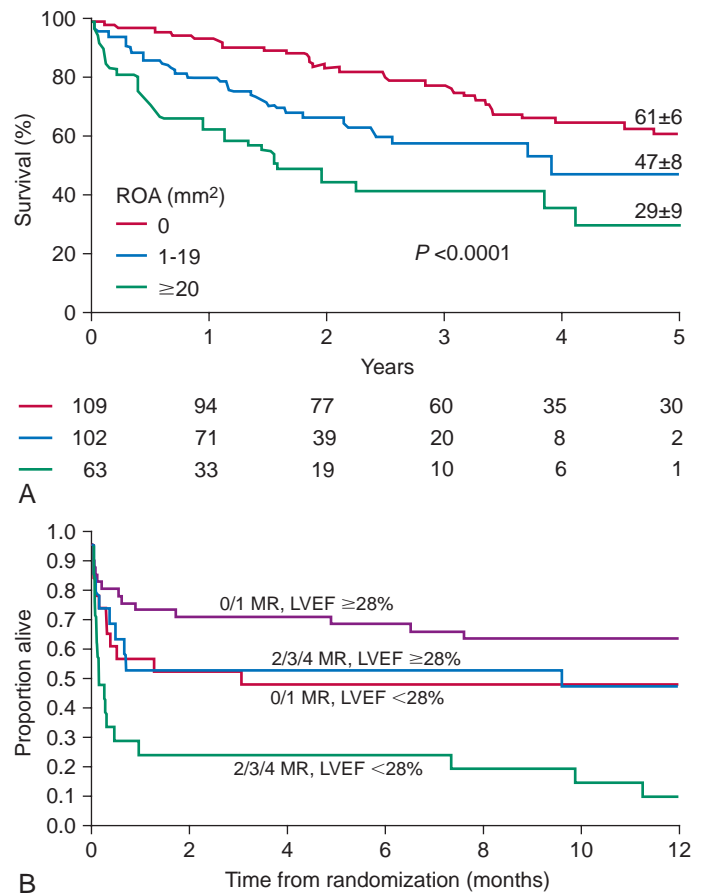 100
80
60
40
20
0
Survival (%)
ROA (mm²)
0
1-19
≥20
61±6
47±8
29±9
P <0.0001
0 1 2 3 4 5
Years
109 94 77 60 35 30
102 71 39 20 8 2
63 33 19 10 6 1
A
1.0
0.9
0.8
0.7
0.6
0.5
0.4
0.3
0.2
0.1
0.0
Proportion alive
0/1 MR, LVEF ≥28%
2/3/4 MR, LVEF ≥28%
0/1 MR, LVEF <28%
2/3/4 MR, LVEF <28%
0 2 4 6 8 10 12
Time from randomization (months)
B